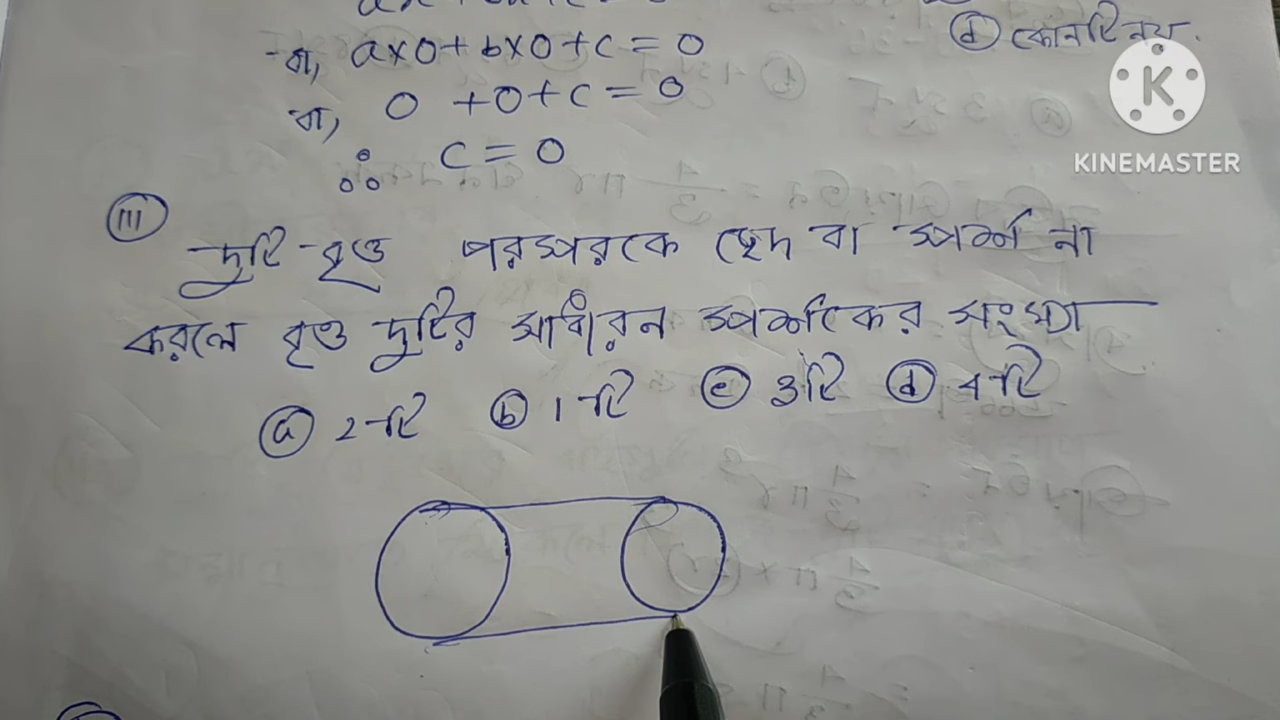 ⓓ কোনটি নয়.
বা, a×0+b×0+c=0
বা, 0 +0+c=0
∴ c=0
KINEMASTER
(iii)
দুটি বৃত্ত পরস্পরকে ছেদ বা স্পর্শ না
করলে বৃত্ত দুটির সাধারন স্পর্শকের সংখ্যা
ⓐ 2টি ⓑ 1টি ⓒ 3টি ⓓ 4টি